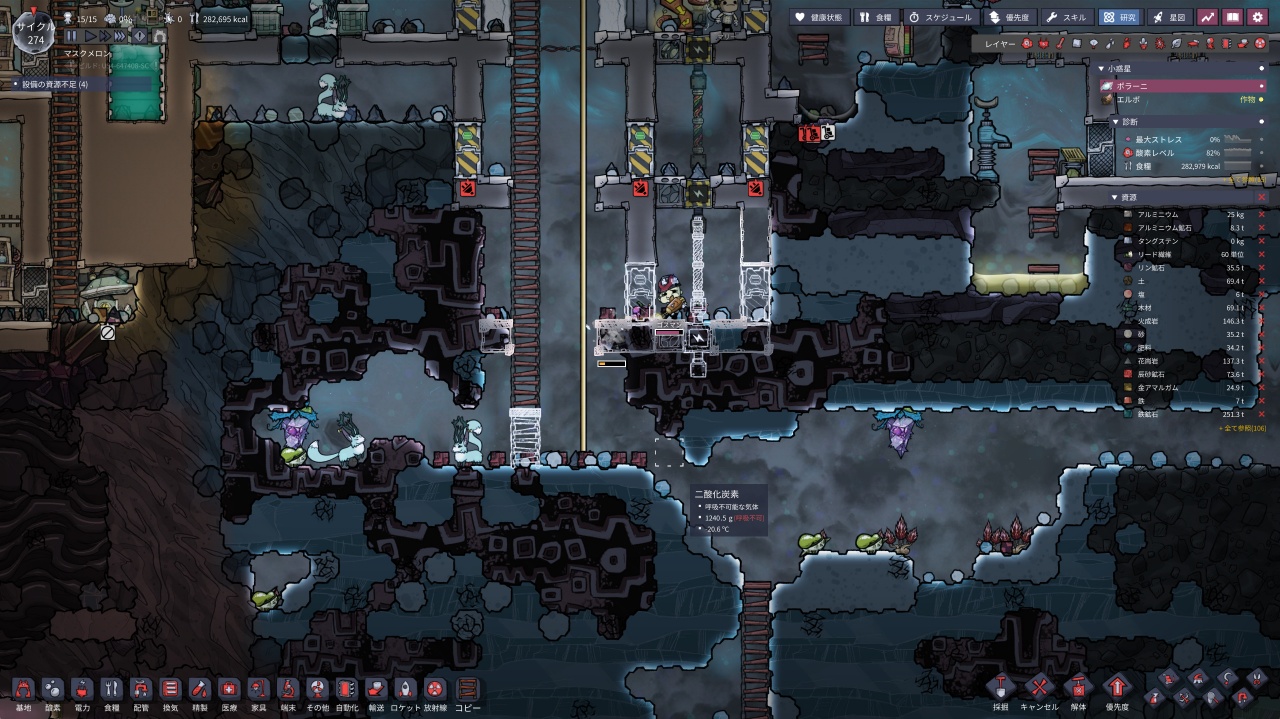 サイクル
274
15/15
0%
0
282,695 kcal
マスクメロン
設備の資源不足 (4)
健康状態
食糧
スケジュール
優先度
スキル
研究
星図
レイヤー
小惑星
ボラーニ
エルボ
作物
診断
最大ストレス 0%
酸素レベル 82%
食糧 282,979 kcal
資源
アルミニウム 25 kg
アルミニウム鉱石 8.3 t
タングステン 0 kg
リード繊維 60 単位
リン鉱石 35.5 t
土 69.4 t
塩 6 t
木材 69.3 t
火成岩 146.3 t
砂 35.2 t
肥料 34.2 t
花崗岩 137.3 t
辰砂鉱石 73.6 t
金アマルガム 24.9 t
鉄 7 t
鉄鉱石 251.3 t
+ 全て参照(106)
ゴスマン
二酸化炭素
• 呼吸不可能な気体
• 1240.5 g(呼吸不可)
• -20.6 ℃
基地
酸素
電力
食糧
配管
換気
精製
医療
家具
端末
その他
自動化
輸送
ロケット
放射線
コピー
採掘
キャンセル
解体
優先度